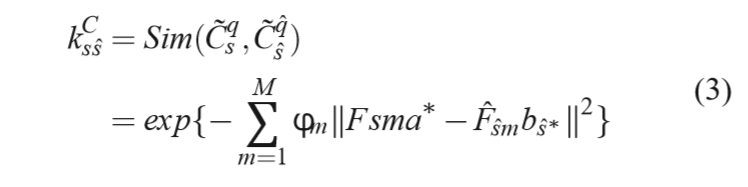 k^C_{sŝ} = Sim(C̃^q_s, C̃^q̂_ŝ)
= exp{− ∑_{m=1}^{M} φ_m ‖Fsma^* − F̂_{ŝm}b_{ŝ*}‖^2} (3)